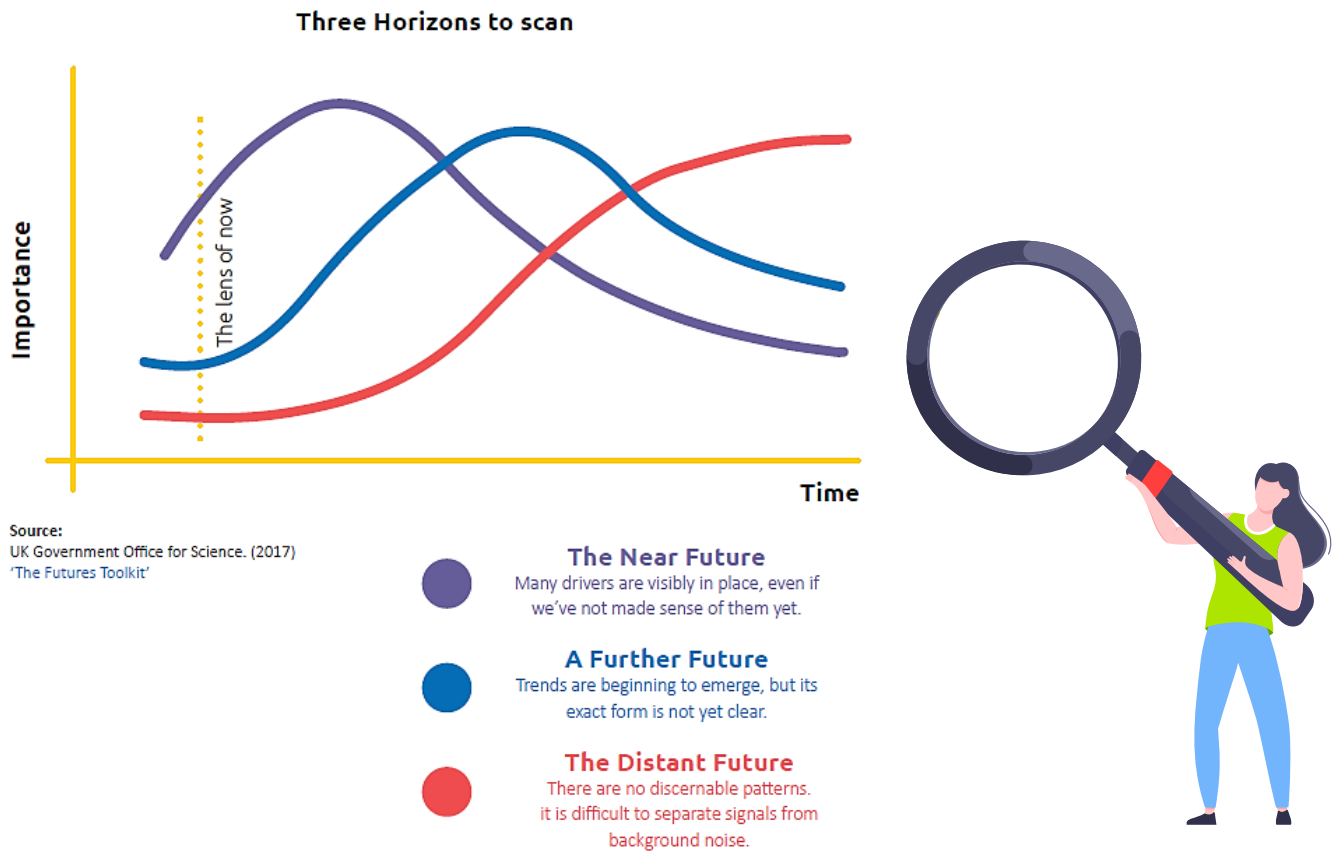 Three Horizons to scan
Importance
The lens of now
Time
Source:
UK Government Office for Science. (2017)
‘The Futures Toolkit’
The Near Future
Many drivers are visibly in place, even if
we’ve not made sense of them yet.
A Further Future
Trends are beginning to emerge, but its
exact form is not yet clear.
The Distant Future
There are no discernable patterns.
it is difficult to separate signals from
background noise.